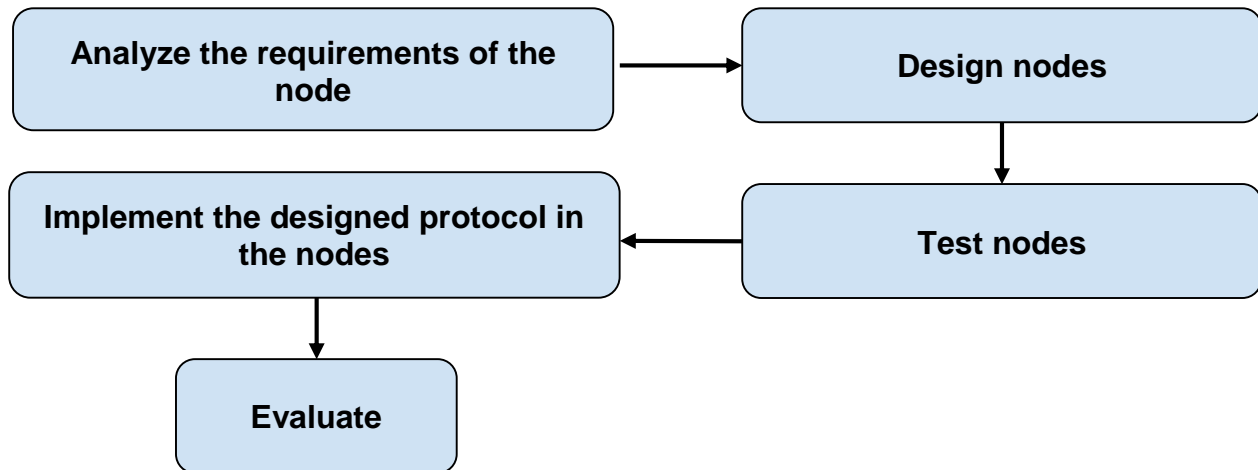 Analyze the requirements of the
node
Design nodes
Test nodes
Implement the designed protocol in
the nodes
Evaluate